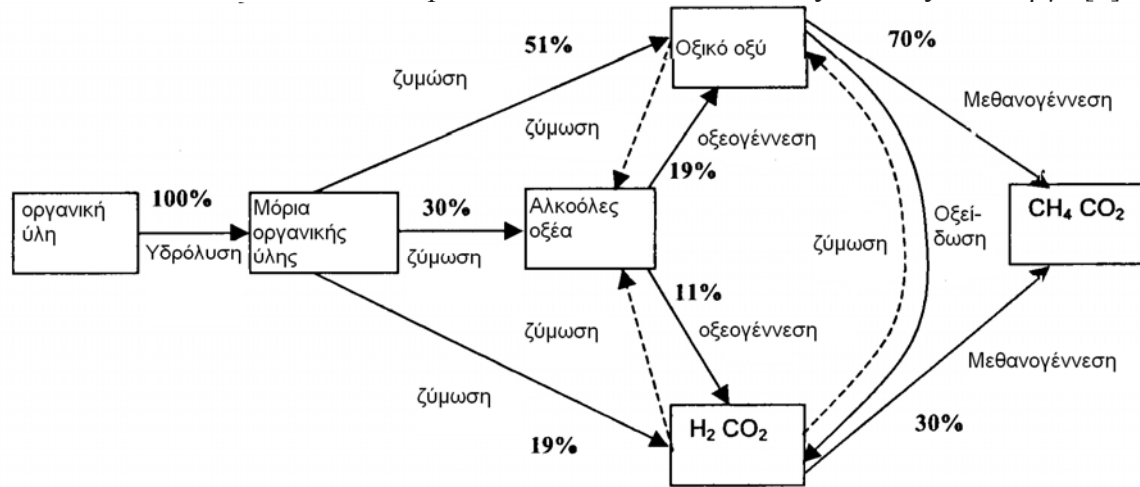 51%
Οξικό οξύ
70%
ζυμώση
Μεθανογέννεση
ζύμωση
οξεογέννεση
19%
οργανική
ύλη
100%
Υδρόλυση
Μόρια
οργανικής
ύλης
30%
ζύμωση
Αλκοόλες
οξέα
CH₄ CO₂
Οξεί-
δωση
ζύμωση
11%
ζύμωση
οξεογέννεση
ζύμωση
Μεθανογέννεση
19%
H₂ CO₂
30%